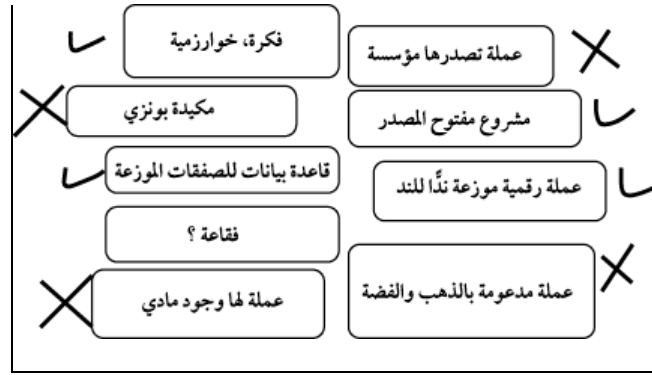 عملة تصدرها مؤسسة
فكرة، خوارزمية
مشروع مفتوح المصدر
مكيدة بونزي
عملة رقمية موزعة ندًّا للند
قاعدة بيانات للصفقات الموزعة
فقاعة ؟
عملة مدعومة بالذهب والفضة
عملة لها وجود مادي